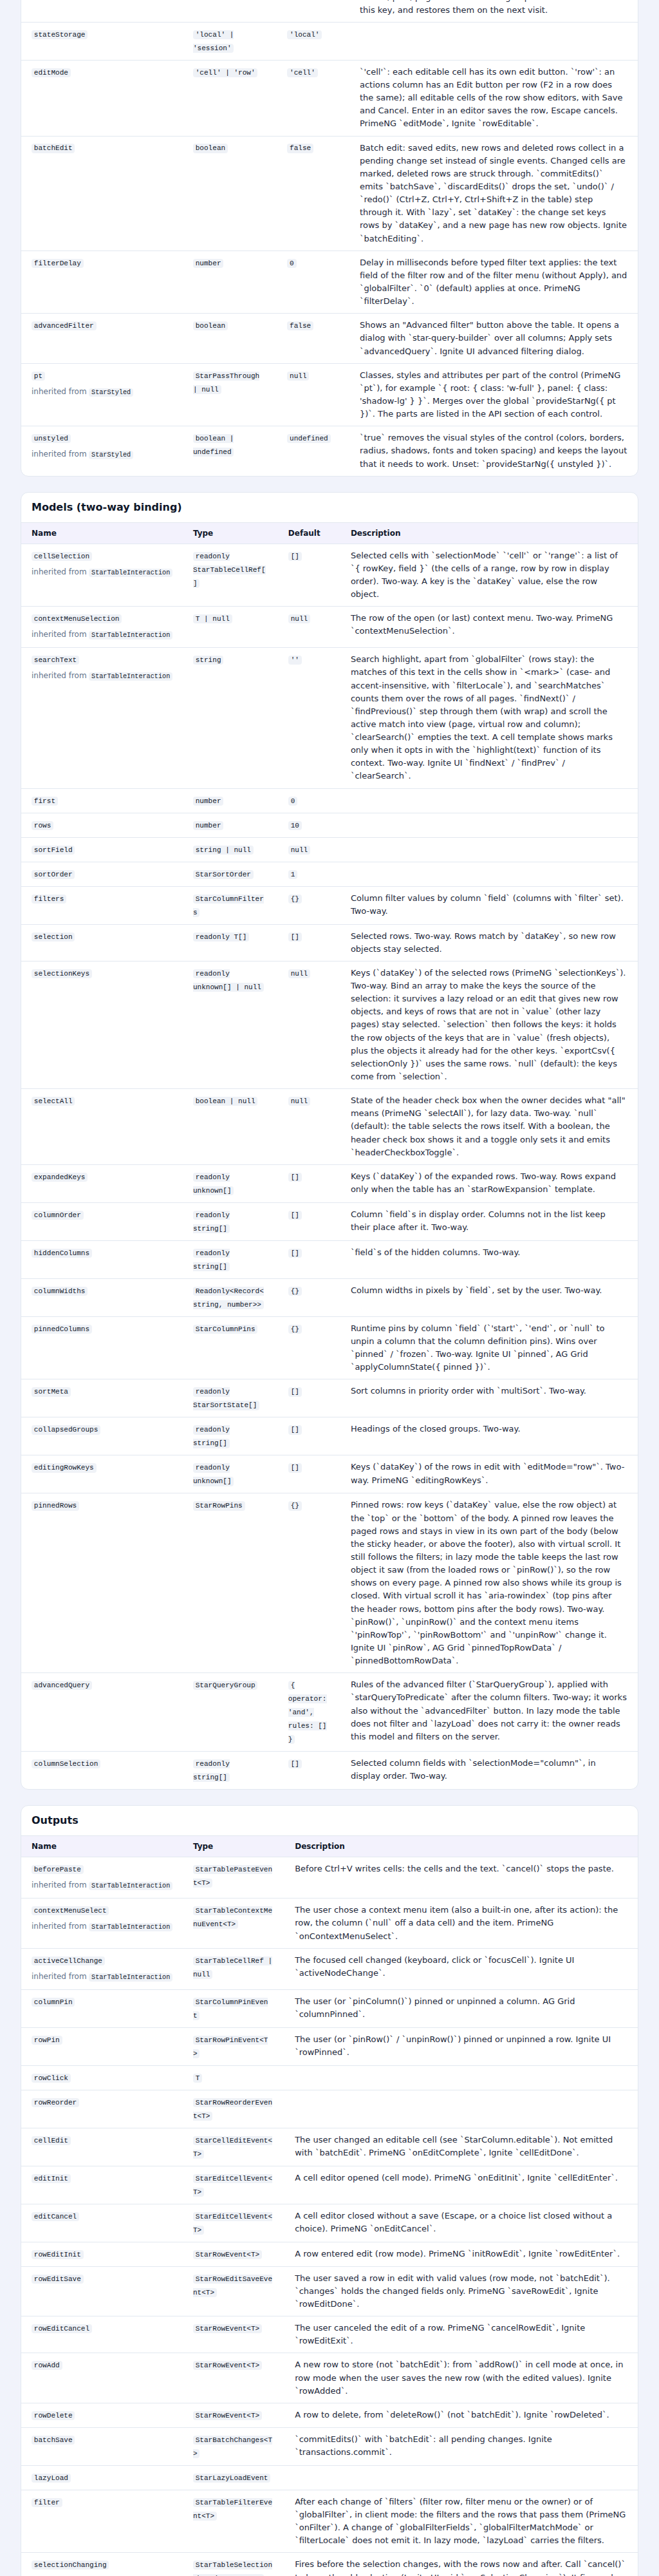 this key, and restores them on the next visit.
stateStorage 'local' | 'session' 'local'
editMode 'cell' | 'row' 'cell' `'cell'`: each editable cell has its own edit button. `'row'`: an
actions column has an Edit button per row (F2 in a row does
the same); all editable cells of the row show editors, with Save
and Cancel. Enter in an editor saves the row, Escape cancels.
PrimeNG `editMode`, Ignite `rowEditable`.
batchEdit boolean false Batch edit: saved edits, new rows and deleted rows collect in a
pending change set instead of single events. Changed cells are
marked, deleted rows are struck through. `commitEdits()`
emits `batchSave`, `discardEdits()` drops the set, `undo()` /
`redo()` (Ctrl+Z, Ctrl+Y, Ctrl+Shift+Z in the table) step
through it. With `lazy`, set `dataKey`: the change set keys
rows by `dataKey`, and a new page has new row objects. Ignite
`batchEditing`.
filterDelay number 0 Delay in milliseconds before typed filter text applies: the text
field of the filter row and of the filter menu (without Apply), and
`globalFilter`. `0` (default) applies at once. PrimeNG
`filterDelay`.
advancedFilter boolean false Shows an "Advanced filter" button above the table. It opens a
dialog with `star-query-builder` over all columns; Apply sets
`advancedQuery`. Ignite UI advanced filtering dialog.
pt StarPassThrough | null null Classes, styles and attributes per part of the control (PrimeNG
inherited from StarStyled `pt`), for example `{ root: { class: 'w-full' }, panel: { class:
'shadow-lg' } }`. Merges over the global `provideStarNg({ pt
})`. The parts are listed in the API section of each control.
unstyled boolean | undefined undefined `true` removes the visual styles of the control (colors, borders,
inherited from StarStyled radius, shadows, fonts and token spacing) and keeps the layout
that it needs to work. Unset: `provideStarNg({ unstyled })`.
Models (two-way binding)
Name Type Default Description
cellSelection readonly StarTableCellRef[] [] Selected cells with `selectionMode` `'cell'` or `'range'`: a list of
inherited from StarTableInteraction `{ rowKey, field }` (the cells of a range, row by row in display
order). Two-way. A key is the `dataKey` value, else the row
object.
contextMenuSelection T | null null The row of the open (or last) context menu. Two-way. PrimeNG
inherited from StarTableInteraction `contextMenuSelection`.
searchText string '' Search highlight, apart from `globalFilter` (rows stay): the
inherited from StarTableInteraction matches of this text in the cells show in `<mark>` (case- and
accent-insensitive, with `filterLocale`), and `searchMatches`
counts them over the rows of all pages. `findNext()` /
`findPrevious()` step through them (with wrap) and scroll the
active match into view (page, virtual row and column);
`clearSearch()` empties the text. A cell template shows marks
only when it opts in with the `highlight(text)` function of its
context. Two-way. Ignite UI `findNext` / `findPrev` /
`clearSearch`.
first number 0
rows number 10
sortField string | null null
sortOrder StarSortOrder 1
filters StarColumnFilters {} Column filter values by column `field` (columns with `filter` set).
Two-way.
selection readonly T[] [] Selected rows. Two-way. Rows match by `dataKey`, so new row
objects stay selected.
selectionKeys readonly unknown[] | null null Keys (`dataKey`) of the selected rows (PrimeNG `selectionKeys`).
Two-way. Bind an array to make the keys the source of the
selection: it survives a lazy reload or an edit that gives new row
objects, and keys of rows that are not in `value` (other lazy
pages) stay selected. `selection` then follows the keys: it holds
the row objects of the keys that are in `value` (fresh objects),
plus the objects it already had for the other keys. `exportCsv({
selectionOnly })` uses the same rows. `null` (default): the keys
come from `selection`.
selectAll boolean | null null State of the header check box when the owner decides what "all"
means (PrimeNG `selectAll`), for lazy data. Two-way. `null`
(default): the table selects the rows itself. With a boolean, the
header check box shows it and a toggle only sets it and emits
`headerCheckboxToggle`.
expandedKeys readonly unknown[] [] Keys (`dataKey`) of the expanded rows. Two-way. Rows expand
only when the table has an `starRowExpansion` template.
columnOrder readonly string[] [] Column `field`s in display order. Columns not in the list keep
their place after it. Two-way.
hiddenColumns readonly string[] [] `field`s of the hidden columns. Two-way.
columnWidths Readonly<Record<string, number>> {} Column widths in pixels by `field`, set by the user. Two-way.
pinnedColumns StarColumnPins {} Runtime pins by column `field` (`'start'`, `'end'`, or `null` to
unpin a column that the column definition pins). Wins over
`pinned` / `frozen`. Two-way. Ignite UI `pinned`, AG Grid
`applyColumnState({ pinned })`.
sortMeta readonly StarSortState[] [] Sort columns in priority order with `multiSort`. Two-way.
collapsedGroups readonly string[] [] Headings of the closed groups. Two-way.
editingRowKeys readonly unknown[] [] Keys (`dataKey`) of the rows in edit with `editMode="row"`. Two-
way. PrimeNG `editingRowKeys`.
pinnedRows StarRowPins {} Pinned rows: row keys (`dataKey` value, else the row object) at
the `top` or the `bottom` of the body. A pinned row leaves the
paged rows and stays in view in its own part of the body (below
the sticky header, or above the footer), also with virtual scroll. It
still follows the filters; in lazy mode the table keeps the last row
object it saw (from the loaded rows or `pinRow()`), so the row
shows on every page. A pinned row also shows while its group is
closed. With virtual scroll it has `aria-rowindex` (top pins after
the header rows, bottom pins after the body rows). Two-way.
`pinRow()`, `unpinRow()` and the context menu items
`'pinRowTop'`, `'pinRowBottom'` and `'unpinRow'` change it.
Ignite UI `pinRow`, AG Grid `pinnedTopRowData` /
`pinnedBottomRowData`.
advancedQuery StarQueryGroup { operator: 'and', rules: [] } Rules of the advanced filter (`StarQueryGroup`), applied with
`starQueryToPredicate` after the column filters. Two-way; it works
also without the `advancedFilter` button. In lazy mode the table
does not filter and `lazyLoad` does not carry it: the owner reads
this model and filters on the server.
columnSelection readonly string[] [] Selected column fields with `selectionMode="column"`, in
display order. Two-way.
Outputs
Name Type Description
beforePaste StarTablePasteEvent<T> Before Ctrl+V writes cells: the cells and the text. `cancel()` stops the paste.
inherited from StarTableInteraction
contextMenuSelect StarTableContextMenuEvent<T> The user chose a context menu item (also a built-in one, after its action): the
inherited from StarTableInteraction row, the column (`null` off a data cell) and the item. PrimeNG
`onContextMenuSelect`.
activeCellChange StarTableCellRef | null The focused cell changed (keyboard, click or `focusCell`). Ignite UI
inherited from StarTableInteraction `activeNodeChange`.
columnPin StarColumnPinEvent The user (or `pinColumn()`) pinned or unpinned a column. AG Grid
`columnPinned`.
rowPin StarRowPinEvent<T> The user (or `pinRow()` / `unpinRow()`) pinned or unpinned a row. Ignite UI
`rowPinned`.
rowClick T
rowReorder StarRowReorderEvent<T>
cellEdit StarCellEditEvent<T> The user changed an editable cell (see `StarColumn.editable`). Not emitted
with `batchEdit`. PrimeNG `onEditComplete`, Ignite `cellEditDone`.
editInit StarEditCellEvent<T> A cell editor opened (cell mode). PrimeNG `onEditInit`, Ignite `cellEditEnter`.
editCancel StarEditCellEvent<T> A cell editor closed without a save (Escape, or a choice list closed without a
choice). PrimeNG `onEditCancel`.
rowEditInit StarRowEvent<T> A row entered edit (row mode). PrimeNG `initRowEdit`, Ignite `rowEditEnter`.
rowEditSave StarRowEditSaveEvent<T> The user saved a row in edit with valid values (row mode, not `batchEdit`).
`changes` holds the changed fields only. PrimeNG `saveRowEdit`, Ignite
`rowEditDone`.
rowEditCancel StarRowEvent<T> The user canceled the edit of a row. PrimeNG `cancelRowEdit`, Ignite
`rowEditExit`.
rowAdd StarRowEvent<T> A new row to store (not `batchEdit`): from `addRow()` in cell mode at once, in
row mode when the user saves the new row (with the edited values). Ignite
`rowAdded`.
rowDelete StarRowEvent<T> A row to delete, from `deleteRow()` (not `batchEdit`). Ignite `rowDeleted`.
batchSave StarBatchChanges<T> `commitEdits()` with `batchEdit`: all pending changes. Ignite
`transactions.commit`.
lazyLoad StarLazyLoadEvent
filter StarTableFilterEvent<T> After each change of `filters` (filter row, filter menu or the owner) or of
`globalFilter`, in client mode: the filters and the rows that pass them (PrimeNG
`onFilter`). A change of `globalFilterFields`, `globalFilterMatchMode` or
`filterLocale` does not emit it. In lazy mode, `lazyLoad` carries the filters.
selectionChanging StarTableSelection Fires before the selection changes, with the rows now and after. Call `cancel()`